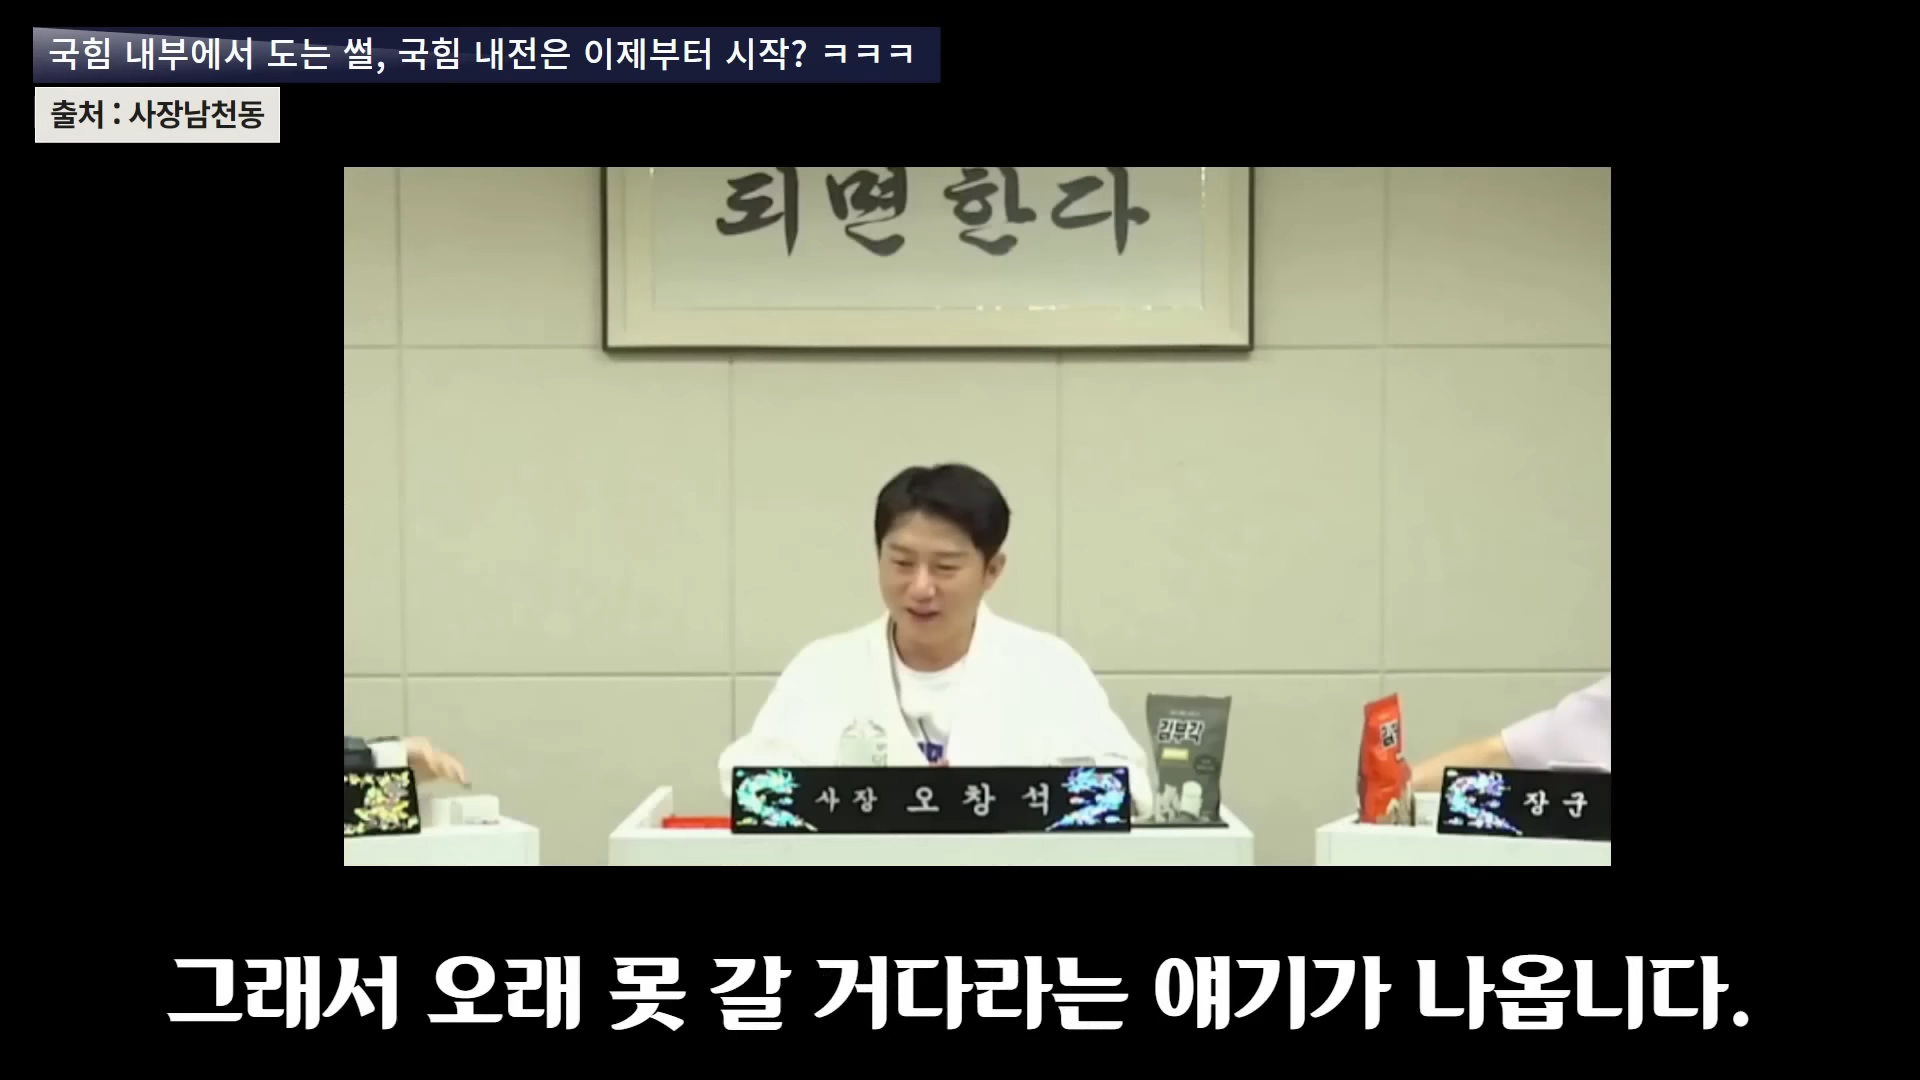 국힘 내부에서 도는 썰, 국힘 내전은 이제부터 시작? ㅋㅋㅋ
출처 : 사장남천동
되면한다
김부각
사장 오창석
장군
그래서 오래 못 갈 거다라는 얘기가 나옵니다.